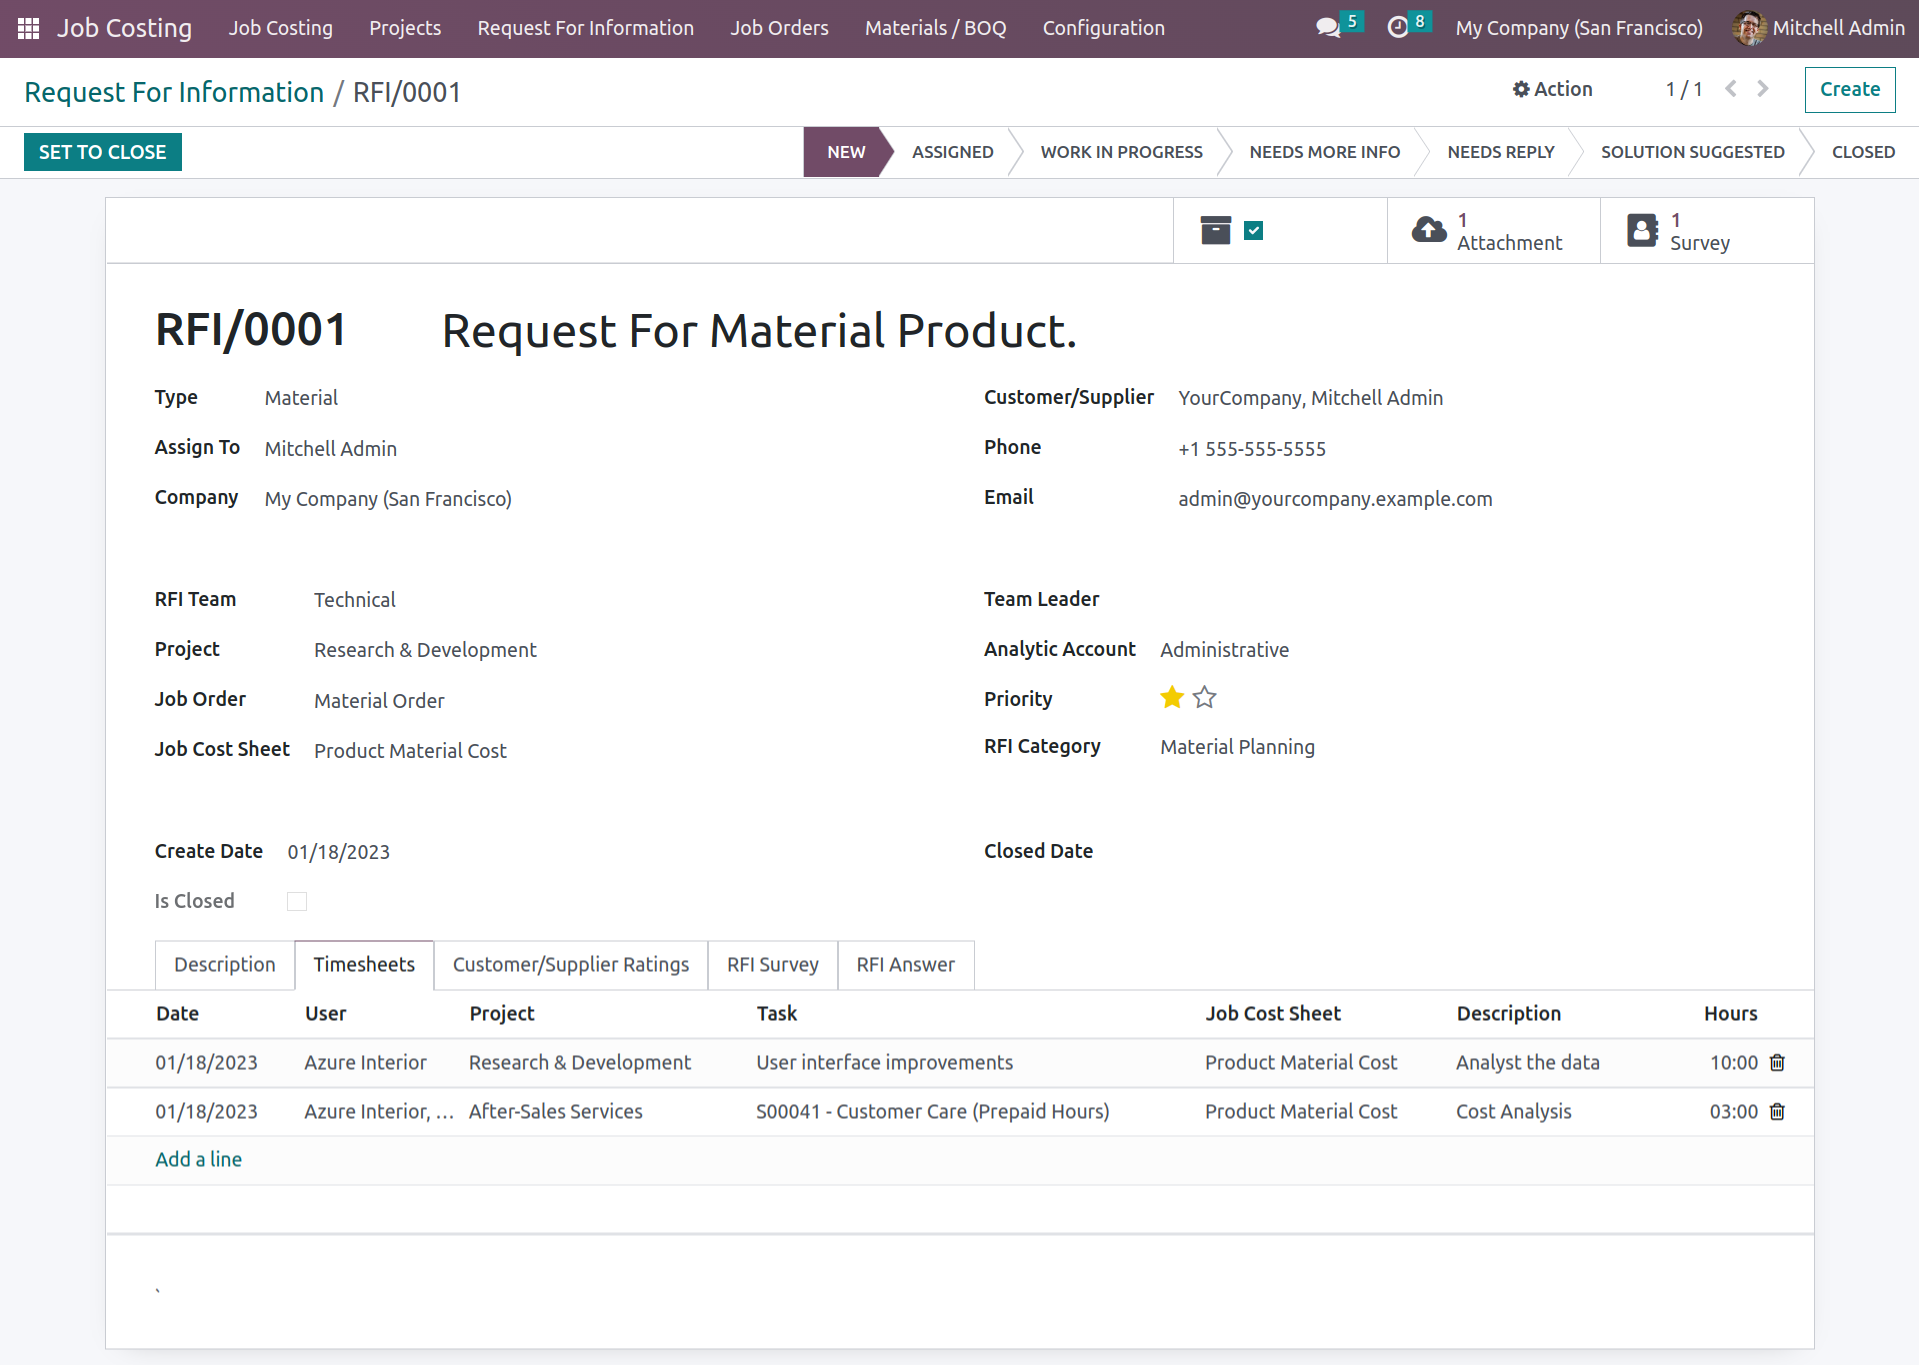 Job Costing Job Costing Projects Request For Information Job Orders Materials / BOQ Configuration 5 8 My Company (San Francisco) Mitchell Admin
Request For Information / RFI/0001 Action 1 / 1 Create
SET TO CLOSE NEW ASSIGNED WORK IN PROGRESS NEEDS MORE INFO NEEDS REPLY SOLUTION SUGGESTED CLOSED
1 Attachment 1 Survey
RFI/0001 Request For Material Product.
Type Material Customer/Supplier YourCompany, Mitchell Admin
Assign To Mitchell Admin Phone +1 555-555-5555
Company My Company (San Francisco) Email admin@yourcompany.example.com
RFI Team Technical Team Leader
Project Research & Development Analytic Account Administrative
Job Order Material Order Priority
Job Cost Sheet Product Material Cost RFI Category Material Planning
Create Date 01/18/2023 Closed Date
Is Closed
Description Timesheets Customer/Supplier Ratings RFI Survey RFI Answer
Date User Project Task Job Cost Sheet Description Hours
01/18/2023 Azure Interior Research & Development User interface improvements Product Material Cost Analyst the data 10:00
01/18/2023 Azure Interior, ... After-Sales Services S00041 - Customer Care (Prepaid Hours) Product Material Cost Cost Analysis 03:00
Add a line
`